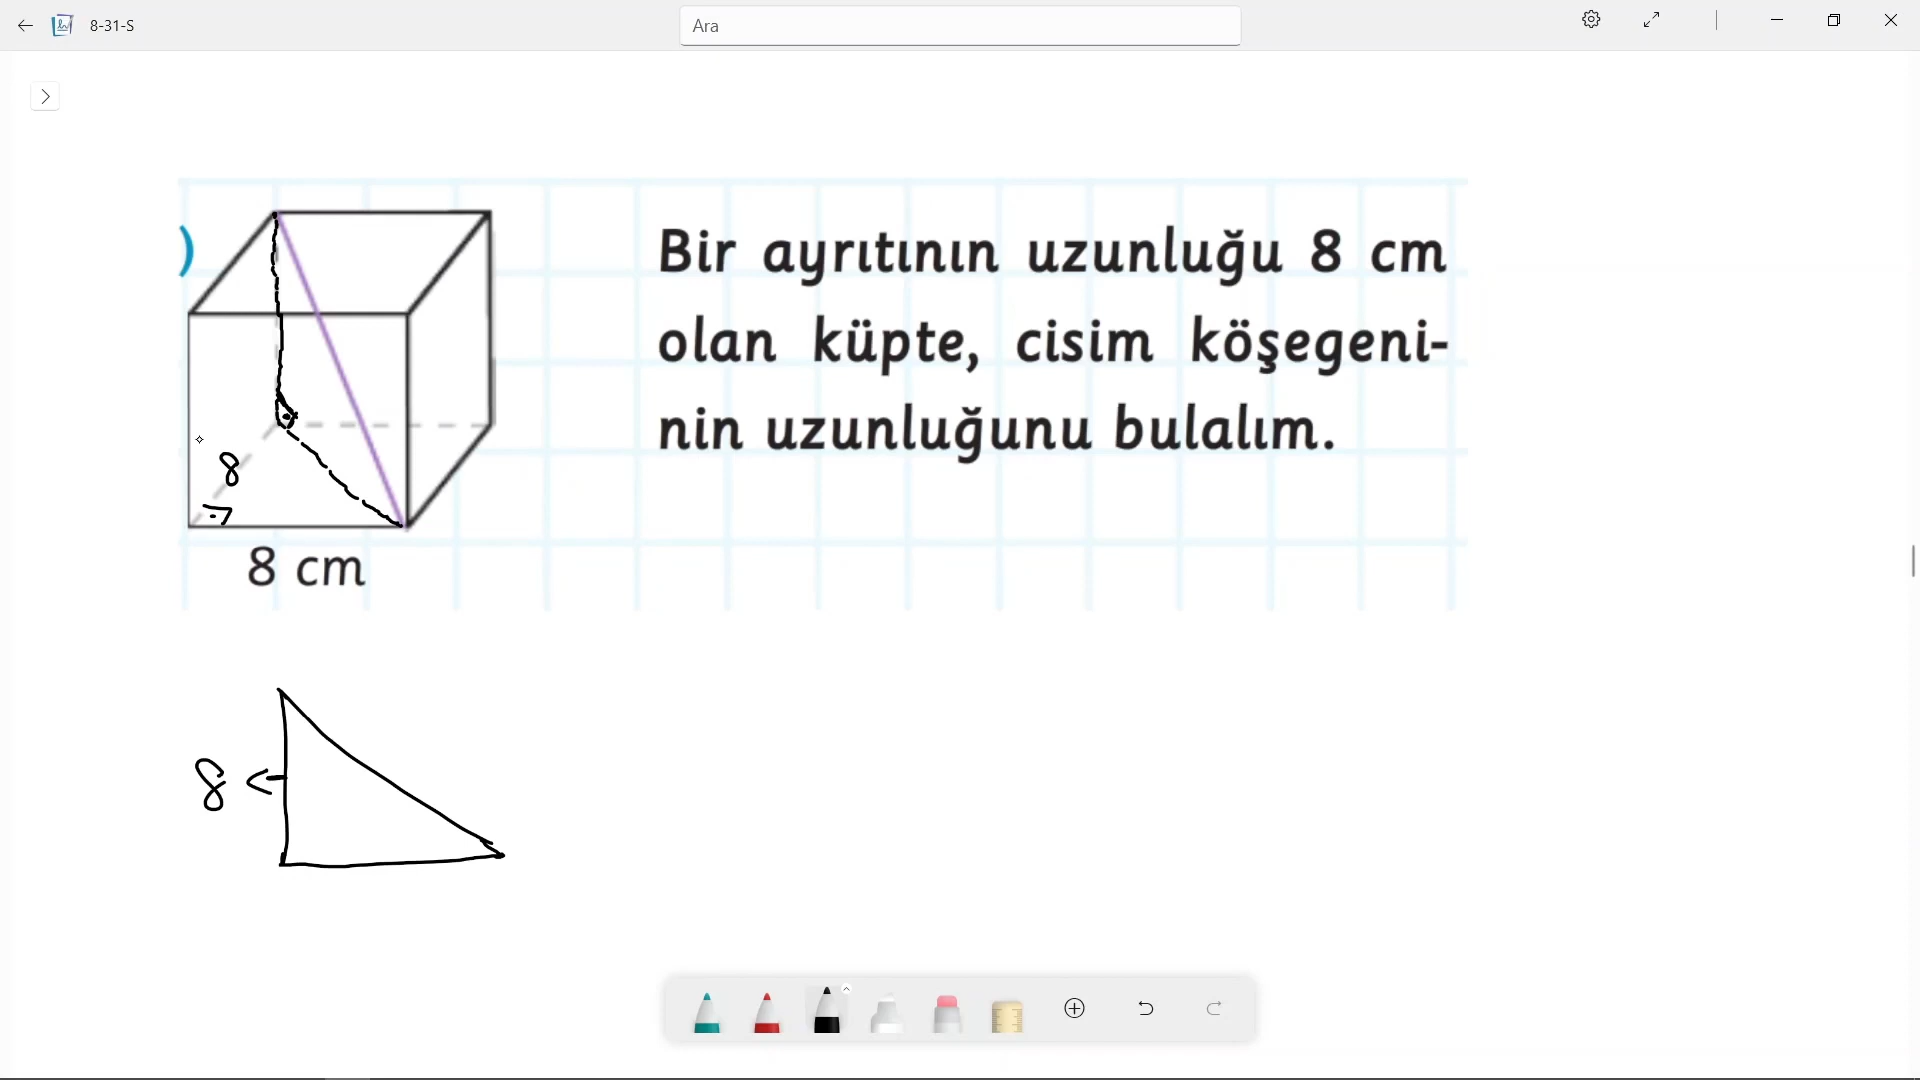 8-31-S
Ara
)
Bir ayrıtının uzunluğu 8 cm
olan küpte, cisim köşegeni-
nin uzunluğunu bulalım.
8
8 cm
8